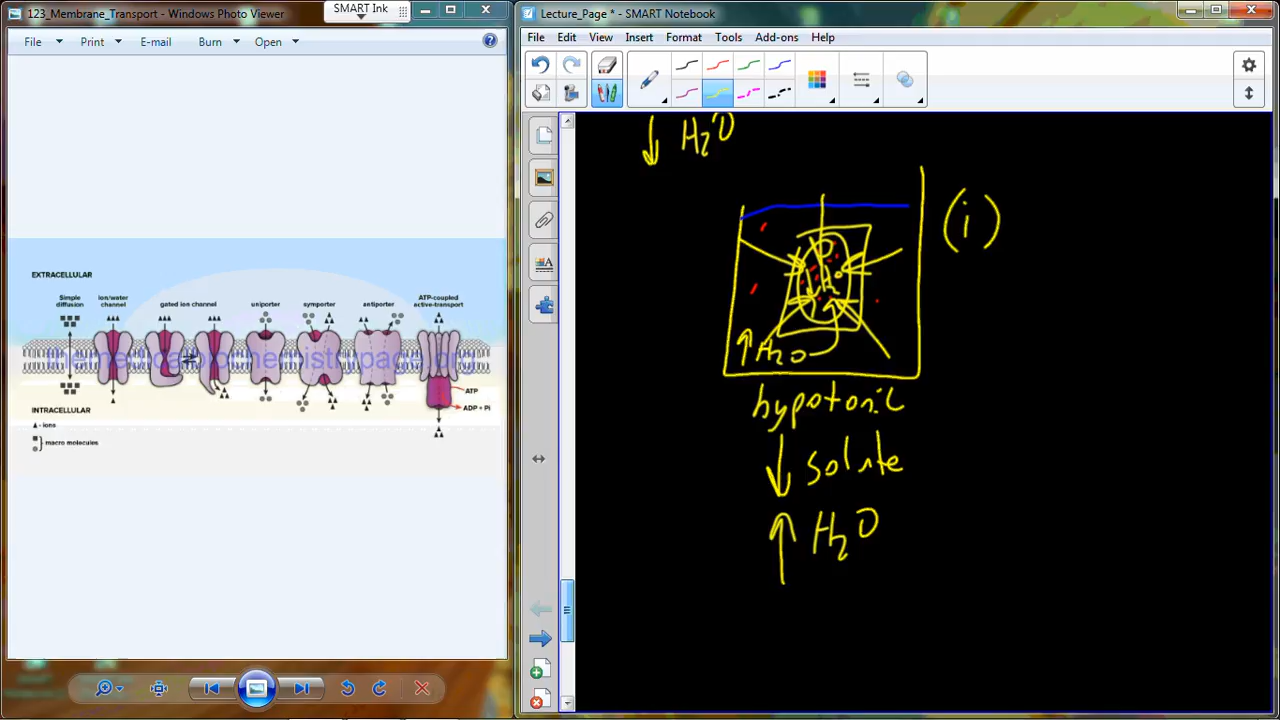 123_Membrane_Transport - Windows Photo Viewer
SMART Ink
File Print E-mail Burn Open
EXTRACELLULAR
Simple diffusion
ion/water channel
gated ion channel
uniporter
symporter
antiporter
ATP-coupled active-transport
themedicalbiochemistrypage.org
ATP
ADP + Pi
INTRACELLULAR
- ions
macro molecules
Lecture_Page * - SMART Notebook
File Edit View Insert Format Tools Add-ons Help
↓ H2O
(i)
↑ H2O
hypotonic
↓ solute
↑ H2O